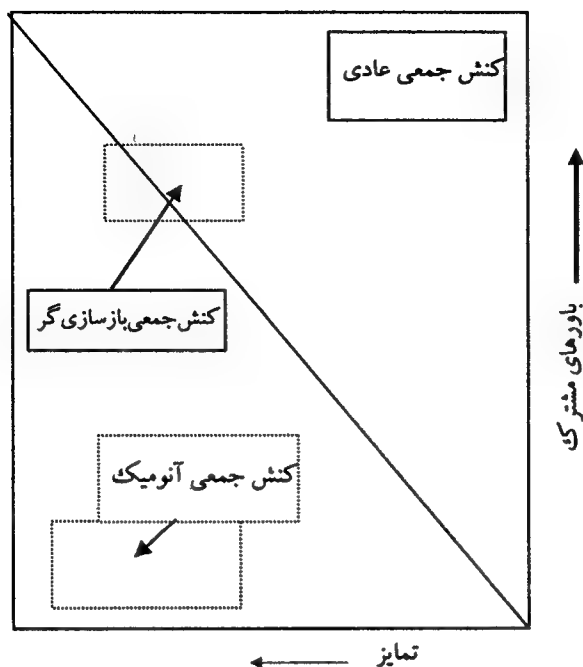 کنش جمعی عادی
کنش جمعی بازسازی گر
کنش جمعی آنومیک
باورهای مشترک
تمایز